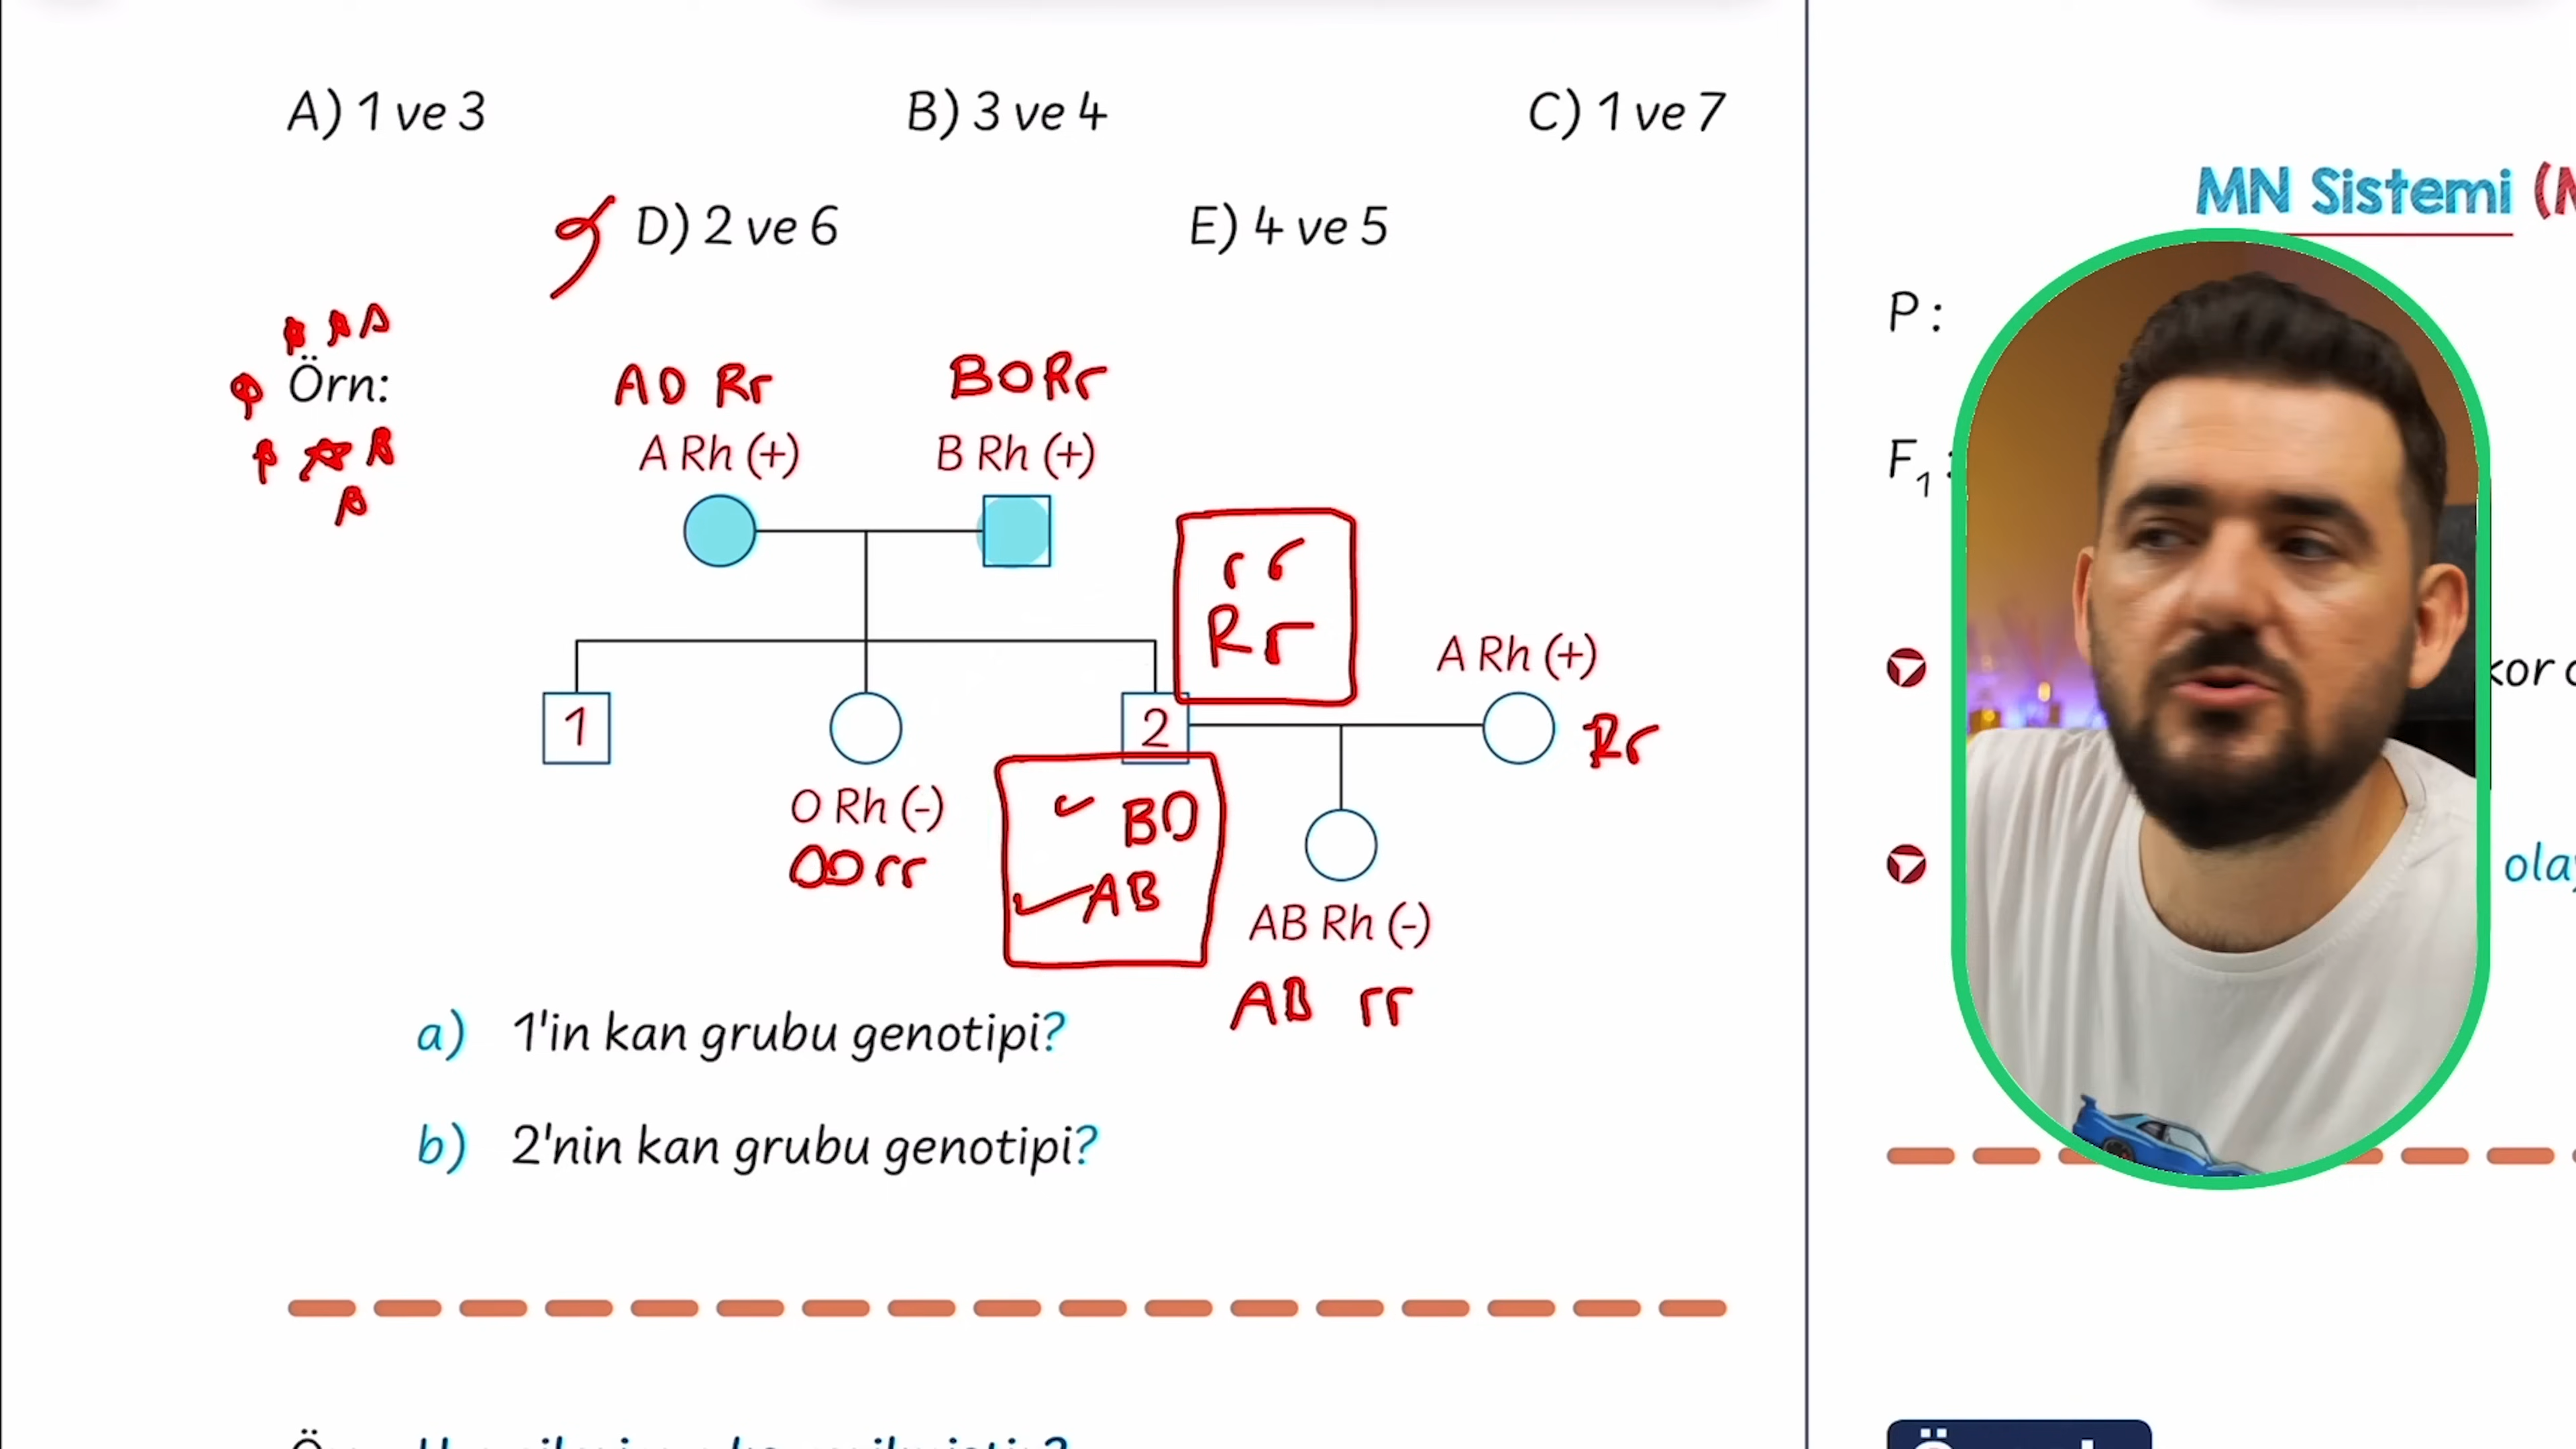 A) 1 ve 3 B) 3 ve 4 C) 1 ve 7
D) 2 ve 6 E) 4 ve 5
Örn:
AO Rr BORr
A Rh (+) B Rh (+)
rr
Rr
A Rh (+)
1 2 Rr
O Rh (-)
OOrr
BO
AB
AB Rh (-)
AB rr
a) 1'in kan grubu genotipi?
b) 2'nin kan grubu genotipi?
MN Sistemi
P :
F1 :